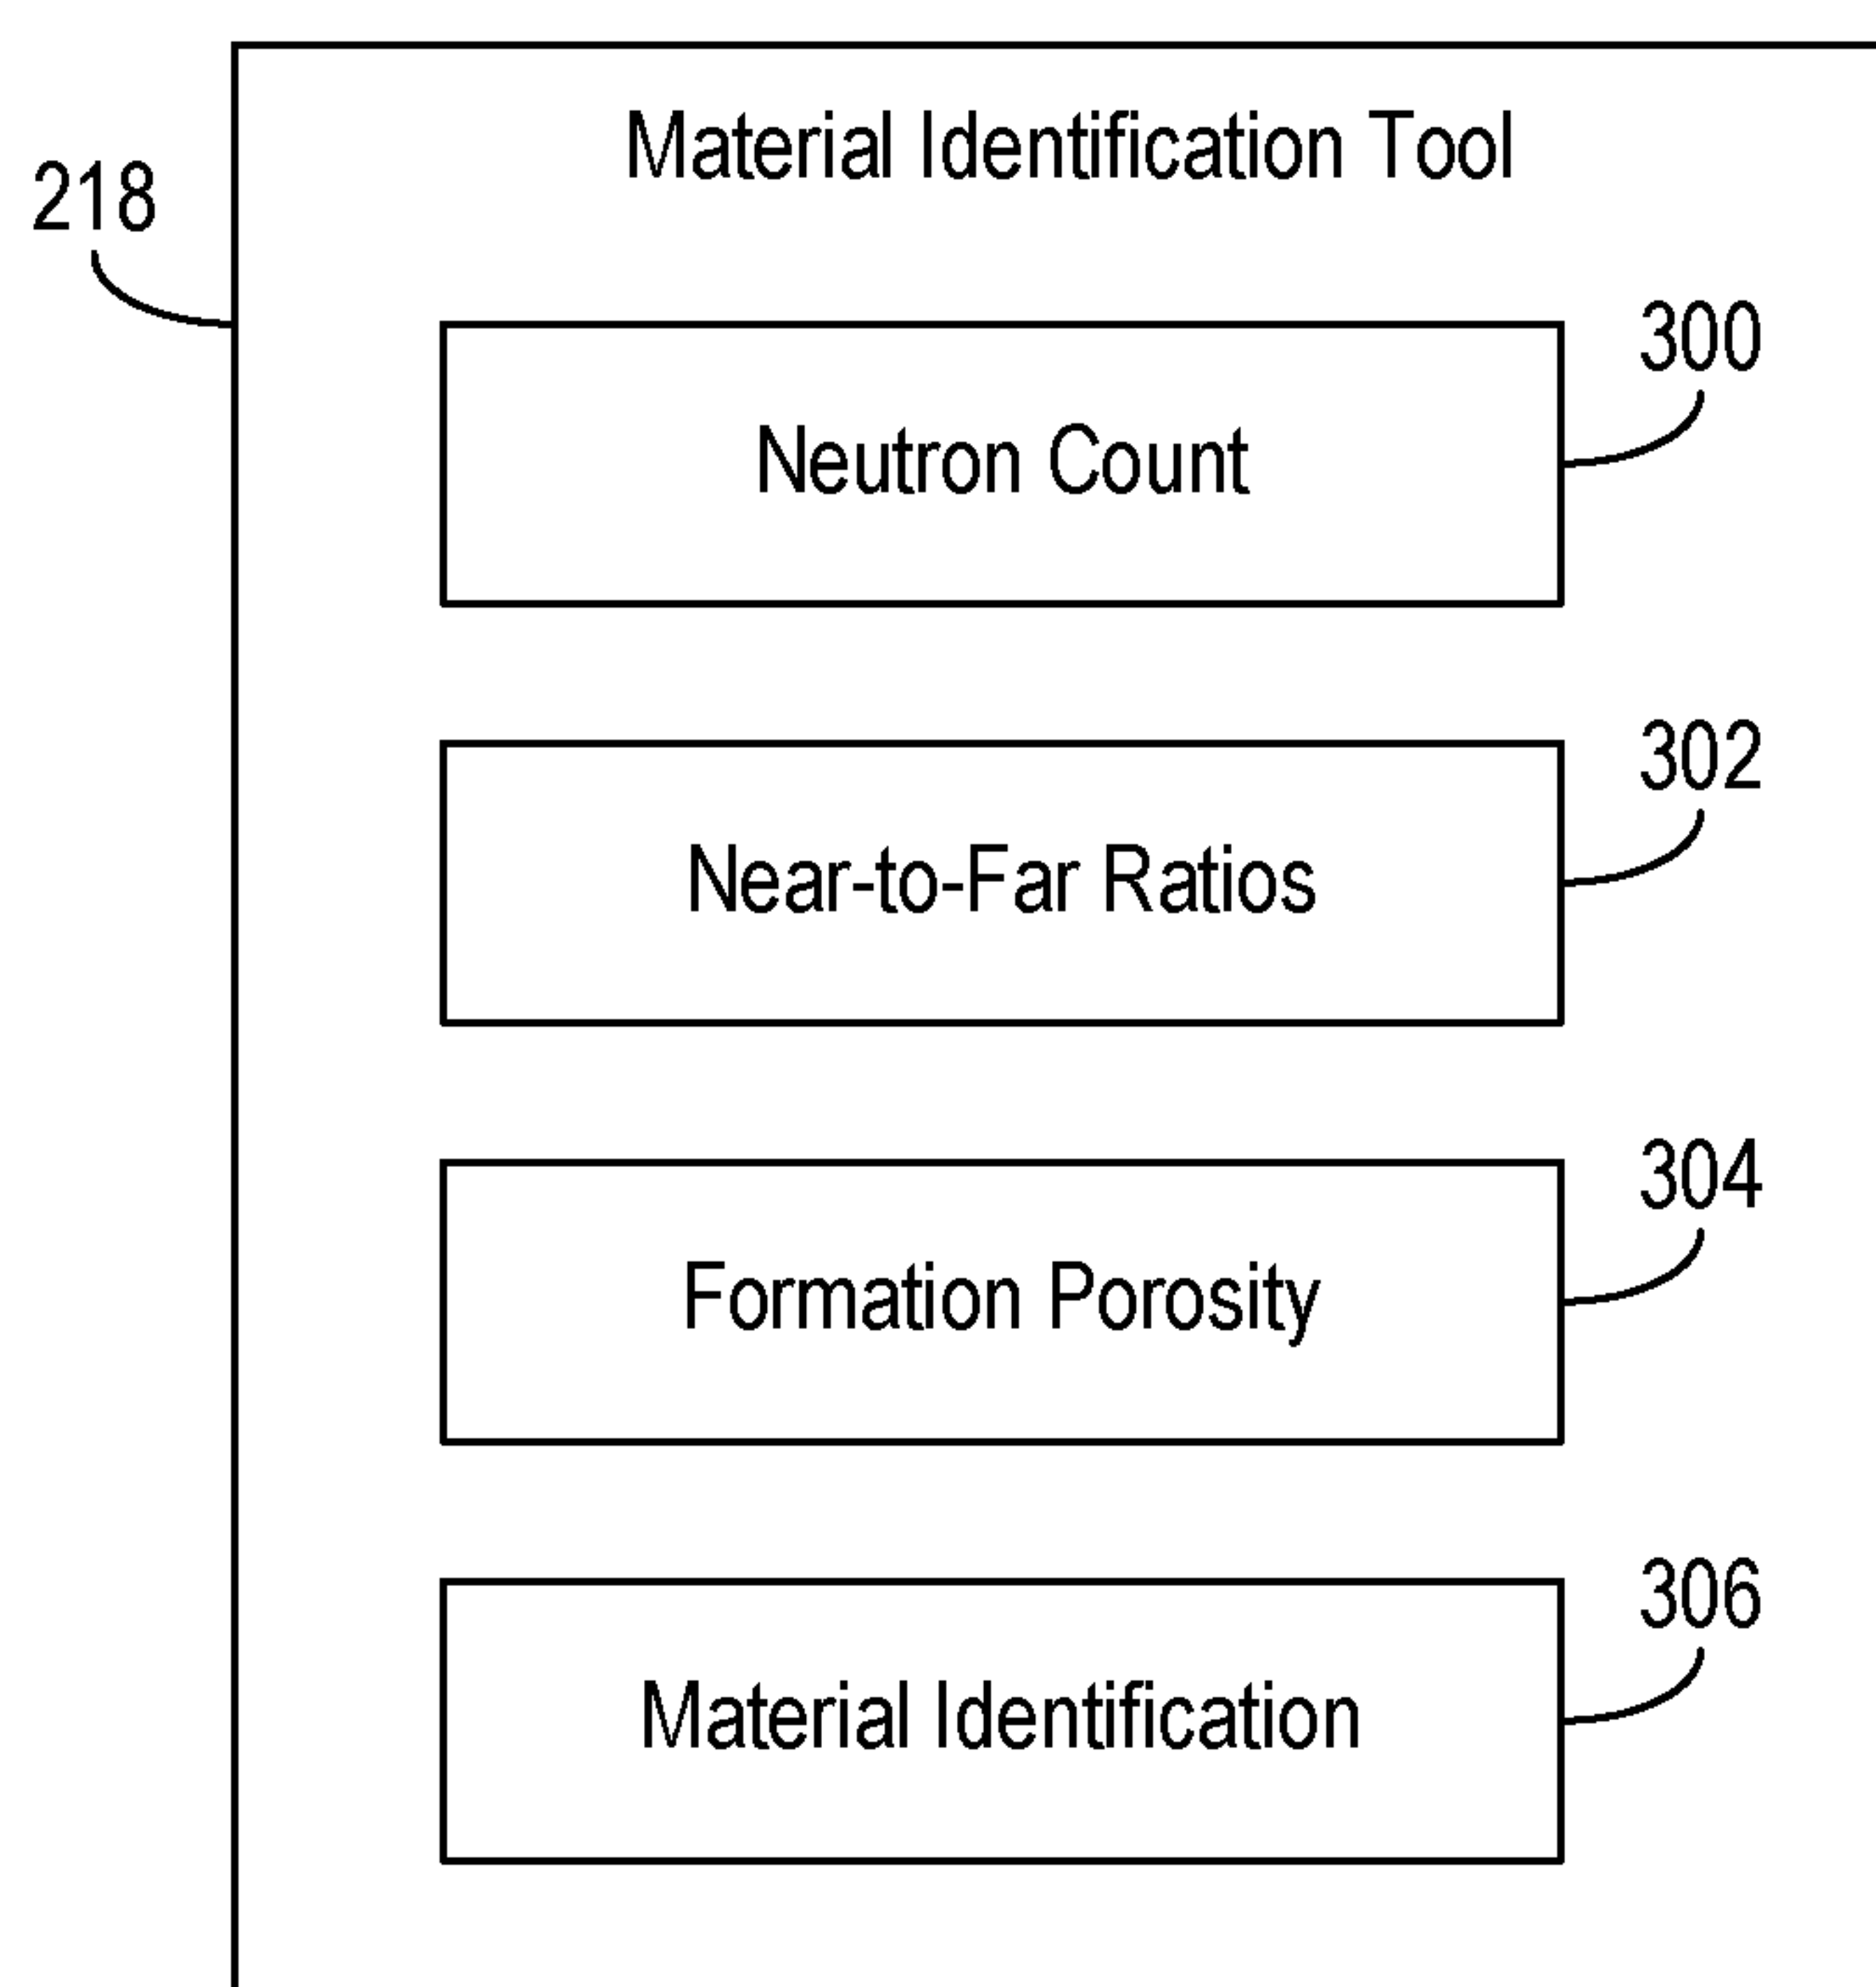 Material Identification Tool
218
300
Neutron Count
302
Near-to-Far Ratios
304
Formation Porosity
306
Material Identification